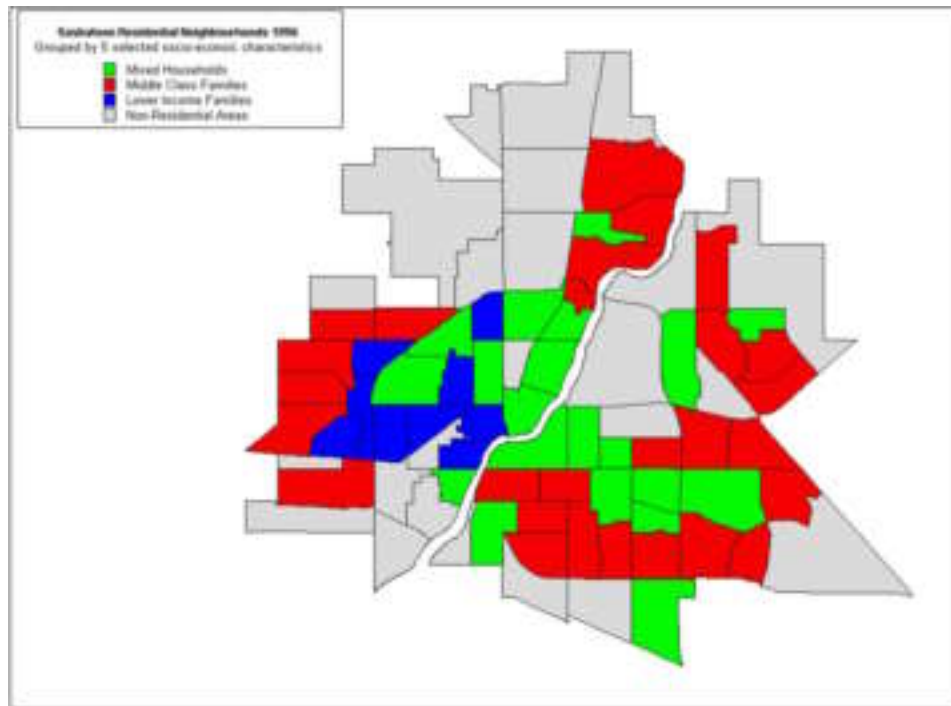 Saskatoon Residential Neighbourhoods 1996
Grouped by 5 selected socio-econom. characteristics
Mixed Households
Middle Class Families
Lower Income Families
Non-Residential Areas